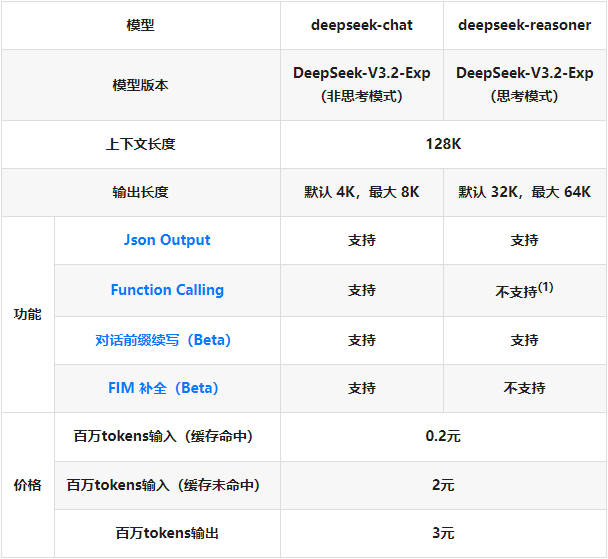 模型 deepseek-chat deepseek-reasoner
模型版本 DeepSeek-V3.2-Exp DeepSeek-V3.2-Exp
（非思考模式） （思考模式）
上下文长度 128K
输出长度 默认 4K，最大 8K 默认 32K，最大 64K
功能
Json Output 支持 支持
Function Calling 支持 不支持(1)
对话前缀续写（Beta） 支持 支持
FIM 补全（Beta） 支持 不支持
价格
百万tokens输入（缓存命中） 0.2元
百万tokens输入（缓存未命中） 2元
百万tokens输出 3元